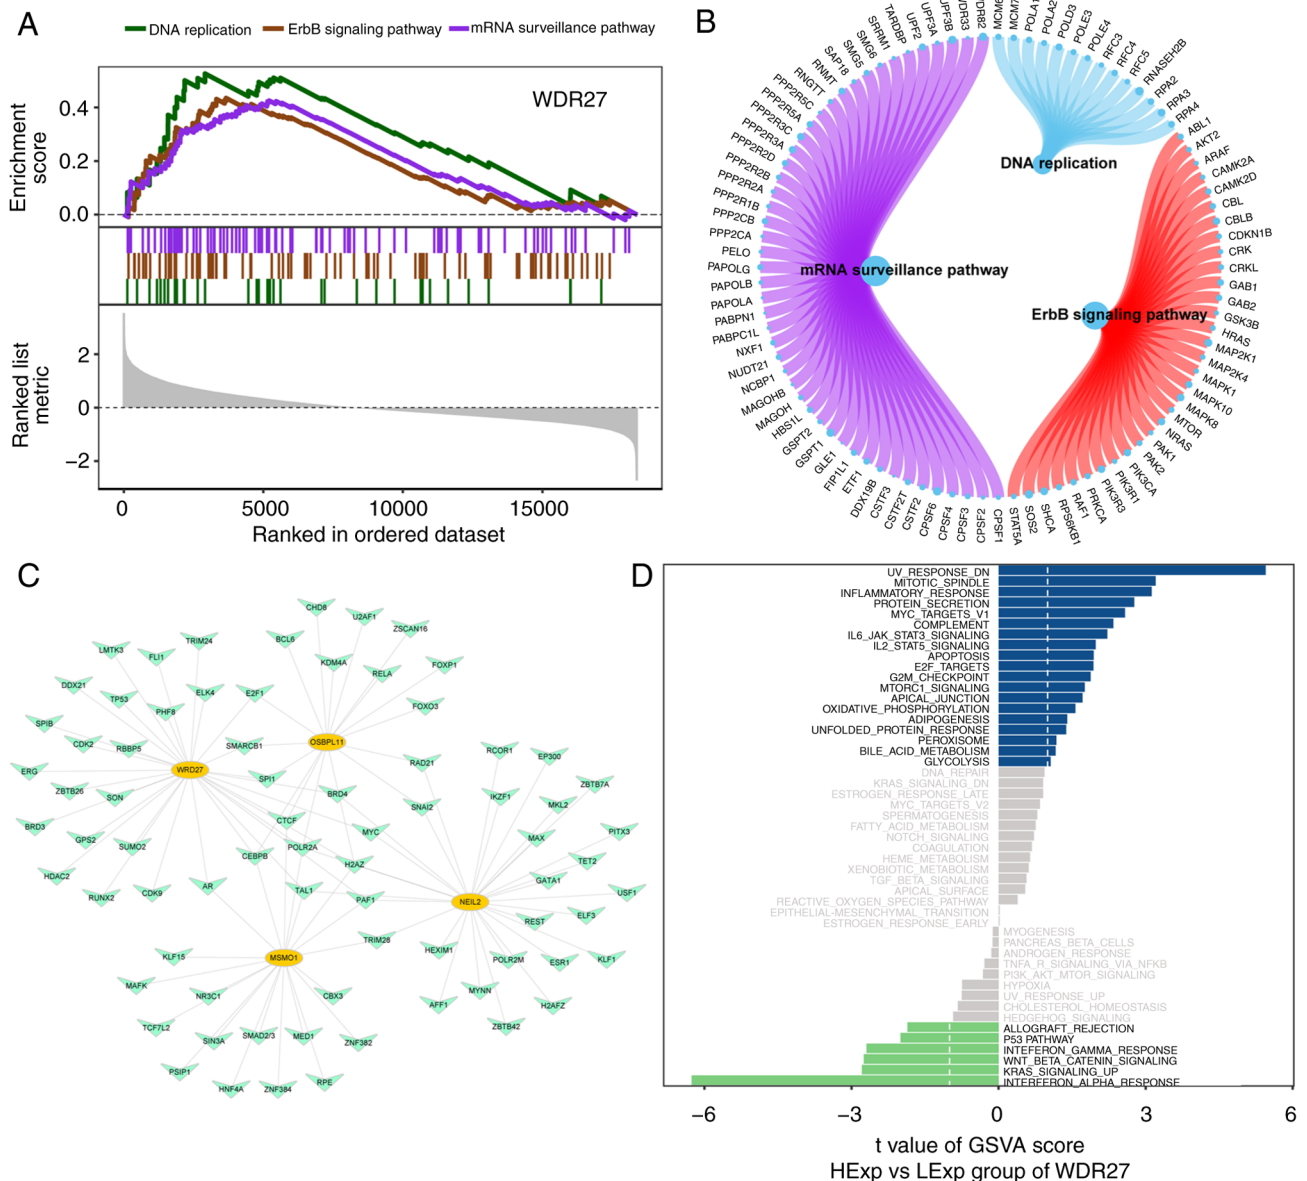 A
DNA replication
ErbB signaling pathway
mRNA surveillance pathway
WDR27
Enrichment
score
0.4
0.2
0.0
Ranked list
metric
2
0
−2
0
5000
10000
15000
Ranked in ordered dataset
B
MCM7
POLA1
POLA2
POLD3
POLE3
POLE4
RFC3
RFC4
RFC5
RNASEH2B
RPA2
RPA3
RPA4
ABL1
AKT2
ARAF
CAMK2A
CAMK2D
CBL
CBLB
CDKN1B
CRK
CRKL
GAB1
GAB2
GSK3B
HRAS
MAP2K1
MAP2K4
MAPK1
MAPK10
MAPK8
MTOR
NRAS
PAK1
PAK2
PIK3CA
PIK3R1
PIK3R3
PRKCA
RAF1
RPS6KB1
SHCA
SOS2
STAT5A
CPSF1
CPSF2
CPSF3
CPSF4
CPSF6
CSTF2
CSTF2T
CSTF3
DDX19B
ETF1
FIP1L1
GLE1
GSPT1
GSPT2
HBS1L
MAGOH
MAGOHB
NCBP1
NUDT21
NXF1
PABPC1L
PABPN1
PAPOLA
PAPOLB
PAPOLG
PELO
PPP2CA
PPP2CB
PPP2R1B
PPP2R2A
PPP2R2B
PPP2R2D
PPP2R3A
PPP2R3C
PPP2R5A
PPP2R5C
RNGTT
RNMT
SAP18
SMG5
SMG6
SRRM1
TARDBP
UPF2
UPF3A
UPF3B
DNA replication
mRNA surveillance pathway
ErbB signaling pathway
C
CHD8
U2AF1
ZSCAN16
BCL6
TRIM24
LMTK3
FLI1
KDM4A
RELA
FOXP1
DDX21
TP53
ELK4
E2F1
FOXO3
PHF8
SPIB
CDK2
RBBP5
SMARCB1
OSBPL11
RCOR1
EP300
RAD21
ERG
WRD27
SPI1
ZBTB7A
ZBTB26
SON
BRD4
SNAI2
IKZF1
MKL2
BRD3
CTCF
MYC
PITX3
GPS2
SUMO2
POLR2A
MAX
CEBPB
H2AZ
TET2
HDAC2
AR
TAL1
GATA1
RUNX2
CDK9
PAF1
NEIL2
USF1
ELF3
REST
TRIM28
HEXIM1
KLF15
MSMO1
POLR2M
ESR1
KLF1
MAFK
NR3C1
CBX3
MYNN
AFF1
H2AFZ
TCF7L2
ZBTB42
SIN3A
SMAD2/3
MED1
ZNF382
PSIP1
HNF4A
ZNF384
RPE
D
UV_RESPONSE_DN
MITOTIC_SPINDLE
INFLAMMATORY_RESPONSE
PROTEIN_SECRETION
MYC_TARGETS_V1
COMPLEMENT
IL6_JAK_STAT3_SIGNALING
IL2_STAT5_SIGNALING
APOPTOSIS
E2F_TARGETS
G2M_CHECKPOINT
MTORC1_SIGNALING
APICAL_JUNCTION
OXIDATIVE_PHOSPHORYLATION
ADIPOGENESIS
UNFOLDED_PROTEIN_RESPONSE
PEROXISOME
BILE_ACID_METABOLISM
GLYCOLYSIS
DNA_REPAIR
KRAS_SIGNALING_DN
ESTROGEN_RESPONSE_LATE
MYC_TARGETS_V2
SPERMATOGENESIS
FATTY_ACID_METABOLISM
NOTCH_SIGNALING
COAGULATION
HEME_METABOLISM
XENOBIOTIC_METABOLISM
TGF_BETA_SIGNALING
APICAL_SURFACE
REACTIVE_OXYGEN_SPECIES_PATHWAY
EPITHELIAL-MESENCHYMAL_TRANSITION
ESTROGEN_RESPONSE_EARLY
MYOGENESIS
PANCREAS_BETA_CELLS
ANDROGEN_RESPONSE
TNFA_R_SIGNALING_VIA_NFKB
PI3K_AKT_MTOR_SIGNALING
HYPOXIA
UV_RESPONSE_UP
CHOLESTEROL_HOMEOSTASIS
HEDGEHOG_SIGNALING
ALLOGRAFT_REJECTION
P53 PATHWAY
INTEFERON_GAMMA_RESPONSE
WNT_BETA_CATENIN_SIGNALING
KRAS_SIGNALING_UP
INTERFERON_ALPHA_RESPONSE
−6
−3
0
3
6
t value of GSVA score
HExp vs LExp group of WDR27